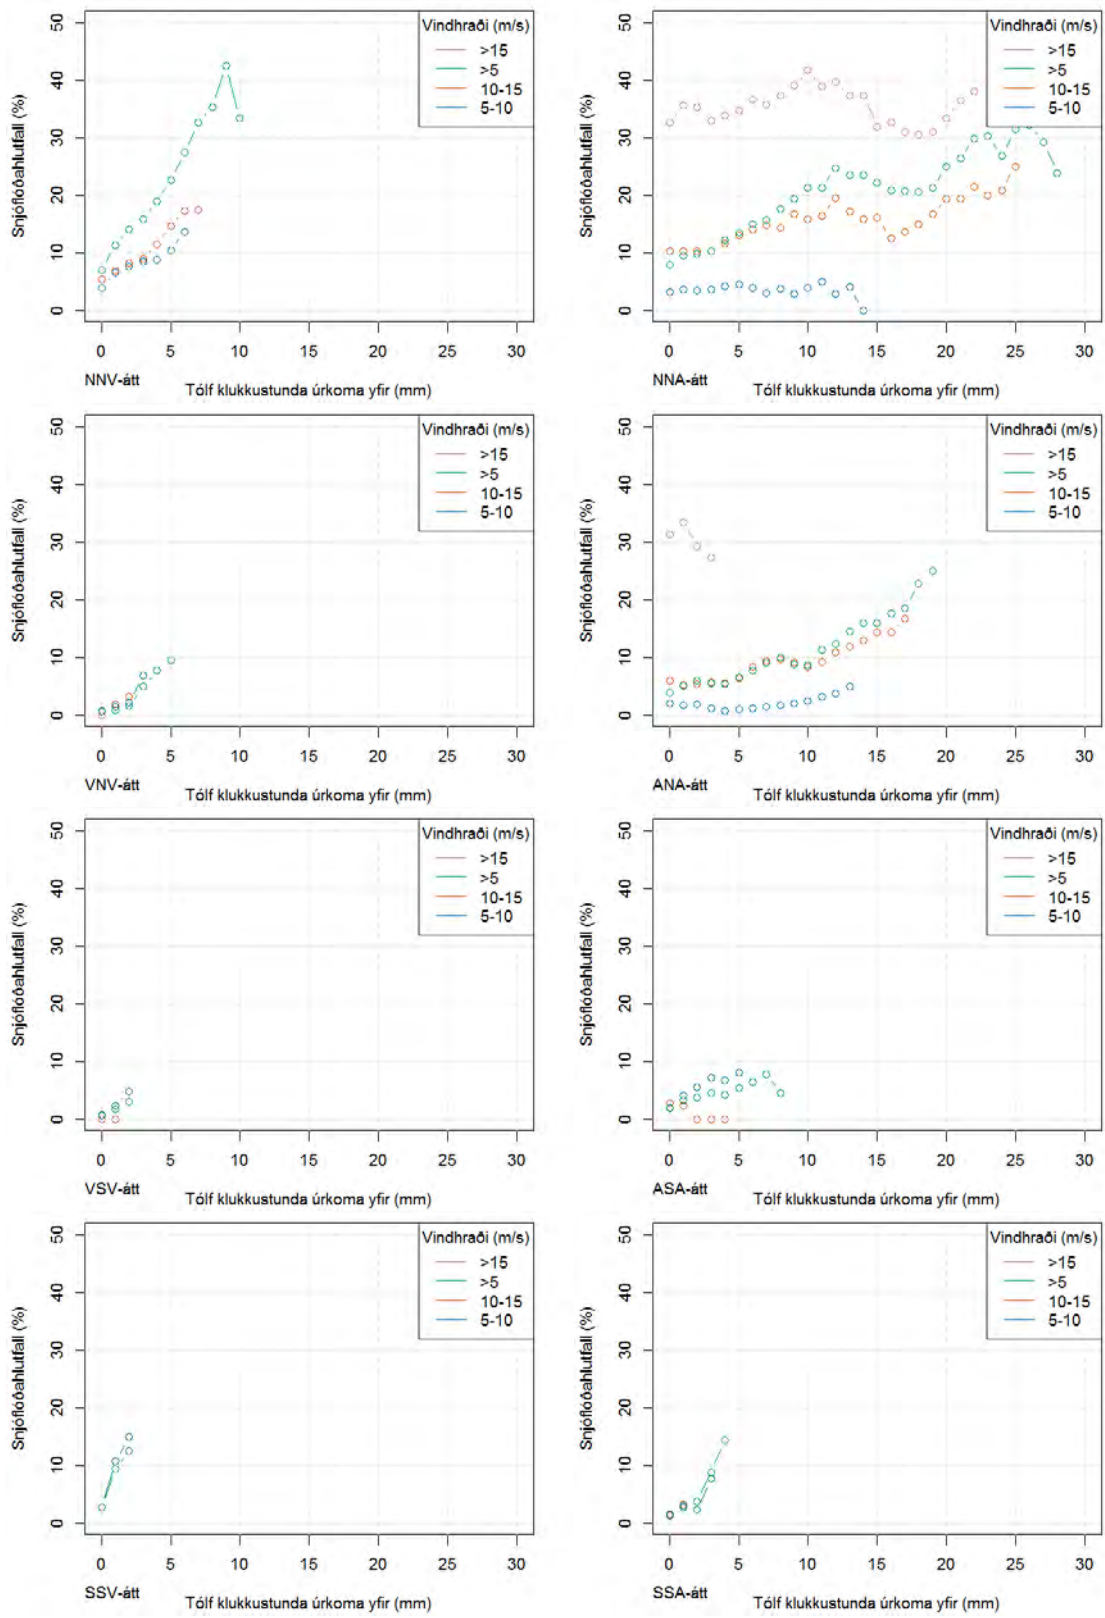 Vindhraði (m/s)
>15
>5
10-15
5-10
Snjóflóðahlutfall (%)
50
40
30
20
10
0
0 5 10 15 20 25 30
NNV-átt
Tólf klukkustunda úrkoma yfir (mm)
Vindhraði (m/s)
>15
>5
10-15
5-10
Snjóflóðahlutfall (%)
50
40
30
20
10
0
0 5 10 15 20 25 30
NNA-átt
Tólf klukkustunda úrkoma yfir (mm)
Vindhraði (m/s)
>15
>5
10-15
5-10
Snjóflóðahlutfall (%)
50
40
30
20
10
0
0 5 10 15 20 25 30
VNV-átt
Tólf klukkustunda úrkoma yfir (mm)
Vindhraði (m/s)
>15
>5
10-15
5-10
Snjóflóðahlutfall (%)
50
40
30
20
10
0
0 5 10 15 20 25 30
ANA-átt
Tólf klukkustunda úrkoma yfir (mm)
Vindhraði (m/s)
>15
>5
10-15
5-10
Snjóflóðahlutfall (%)
50
40
30
20
10
0
0 5 10 15 20 25 30
VSV-átt
Tólf klukkustunda úrkoma yfir (mm)
Vindhraði (m/s)
>15
>5
10-15
5-10
Snjóflóðahlutfall (%)
50
40
30
20
10
0
0 5 10 15 20 25 30
ASA-átt
Tólf klukkustunda úrkoma yfir (mm)
Vindhraði (m/s)
>15
>5
10-15
5-10
Snjóflóðahlutfall (%)
50
40
30
20
10
0
0 5 10 15 20 25 30
SSV-átt
Tólf klukkustunda úrkoma yfir (mm)
Vindhraði (m/s)
>15
>5
10-15
5-10
Snjóflóðahlutfall (%)
50
40
30
20
10
0
0 5 10 15 20 25 30
SSA-átt
Tólf klukkustunda úrkoma yfir (mm)